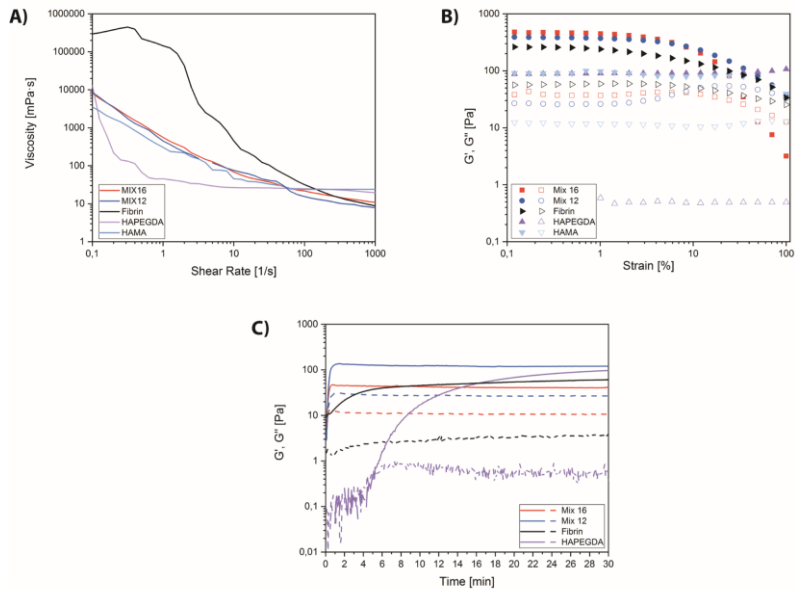 A)
1000000
100000
10000
1000
100
10
1
Viscosity [mPa·s]
MIX16
MIX12
Fibrin
HAPEGDA
HAMA
0,1 1 10 100 1000
Shear Rate [1/s]
B)
1000
100
10
1
0,1
G', G" [Pa]
Mix 16
Mix 12
Fibrin
HAPEGDA
HAMA
0,1 1 10 100
Strain [%]
C)
1000
100
10
1
0,1
0,01
G', G" [Pa]
Mix 16
Mix 12
Fibrin
HAPEGDA
0 2 4 6 8 10 12 14 16 18 20 22 24 26 28 30
Time [min]